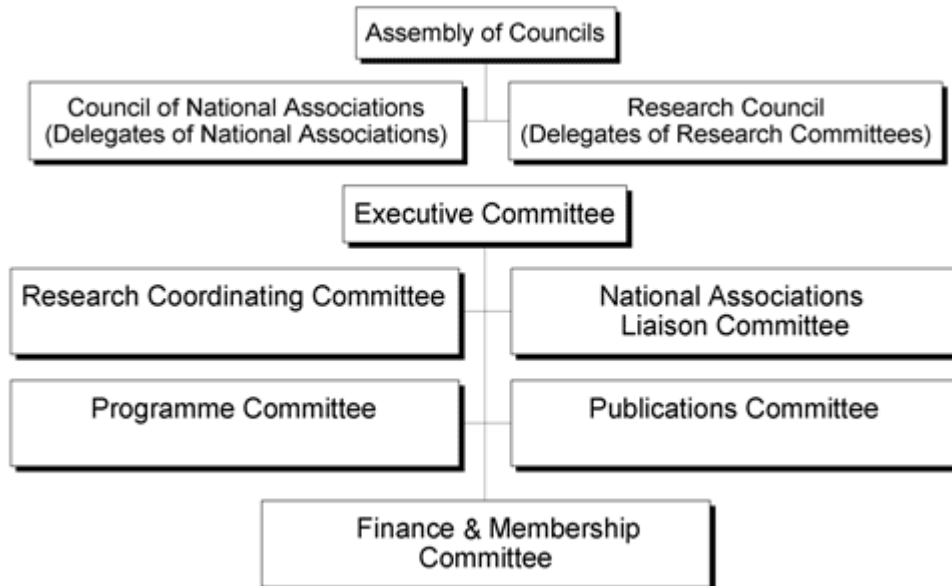 Assembly of Councils
Council of National Associations
(Delegates of National Associations)
Research Council
(Delegates of Research Committees)
Executive Committee
Research Coordinating Committee
National Associations
Liaison Committee
Programme Committee
Publications Committee
Finance & Membership
Committee